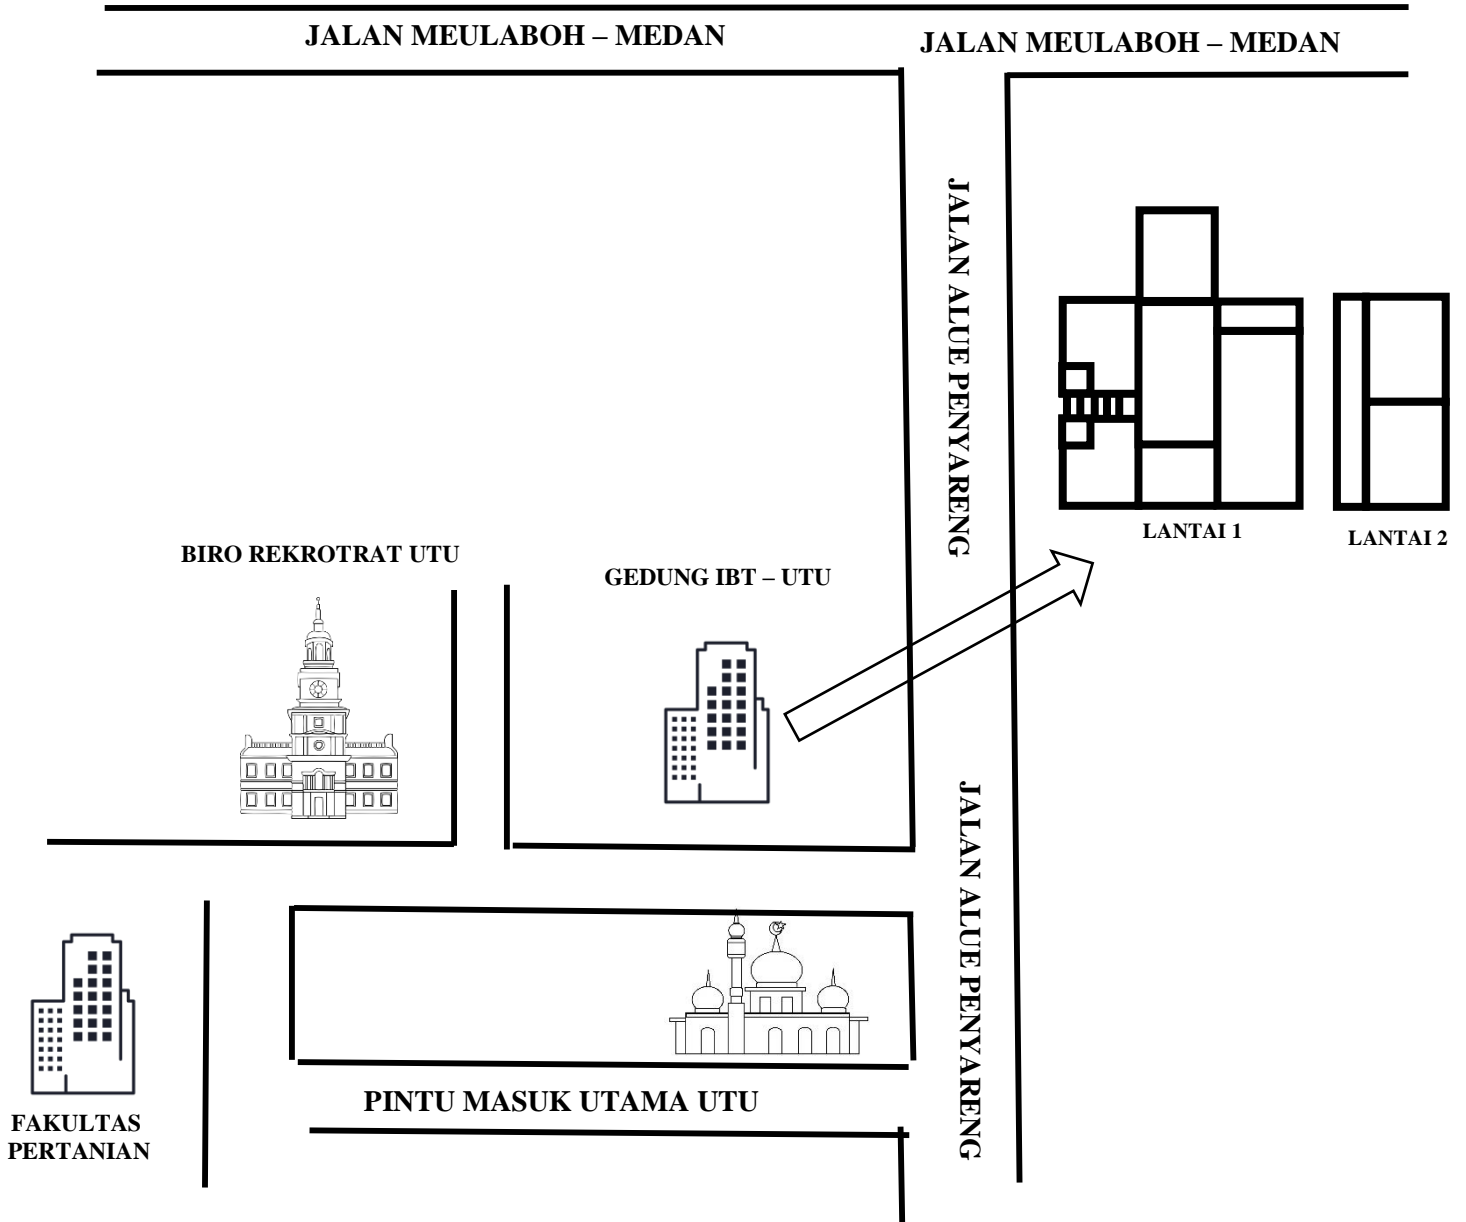 JALAN MEULABOH – MEDAN
JALAN MEULABOH – MEDAN
JALAN ALUE PENYARENG
LANTAI 1
LANTAI 2
BIRO REKROTRAT UTU
GEDUNG IBT – UTU
JALAN ALUE PENYARENG
PINTU MASUK UTAMA UTU
FAKULTAS
PERTANIAN